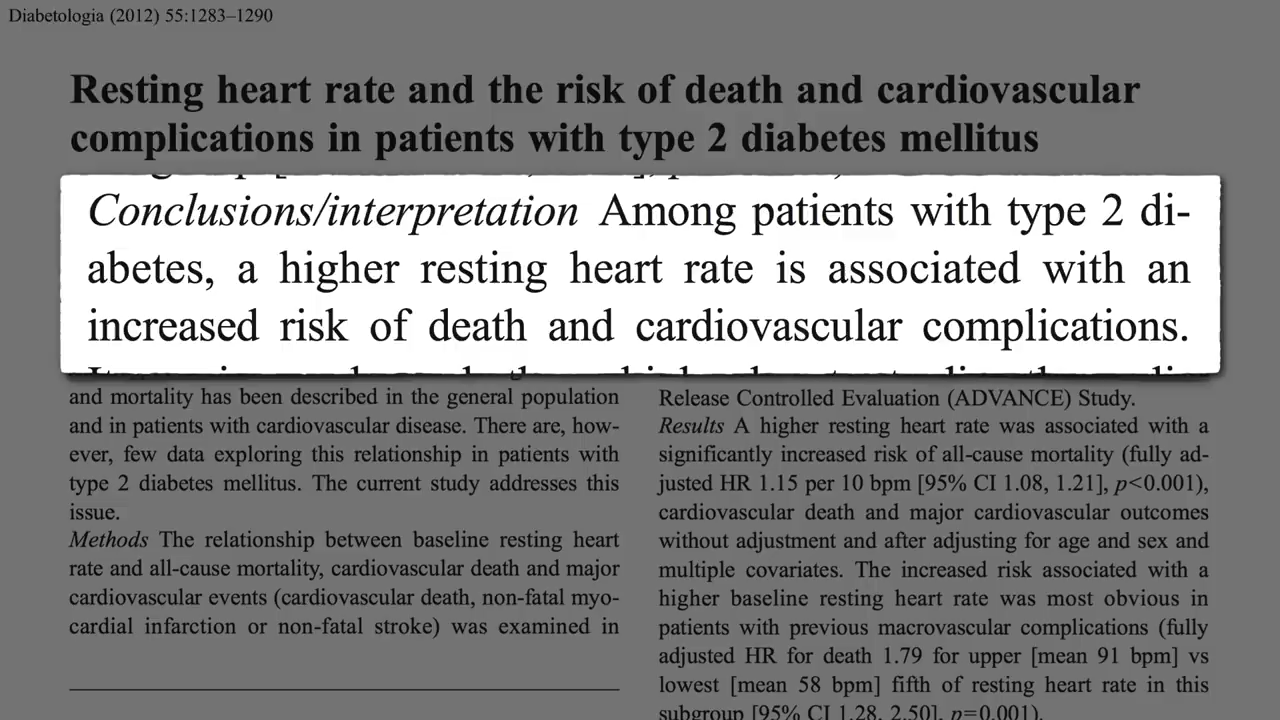 Diabetologia (2012) 55:1283–1290
Resting heart rate and the risk of death and cardiovascular
complications in patients with type 2 diabetes mellitus
Conclusions/interpretation Among patients with type 2 di-
abetes, a higher resting heart rate is associated with an
increased risk of death and cardiovascular complications.
and mortality has been described in the general population
and in patients with cardiovascular disease. There are, how-
ever, few data exploring this relationship in patients with
type 2 diabetes mellitus. The current study addresses this
issue.
Methods The relationship between baseline resting heart
rate and all-cause mortality, cardiovascular death and major
cardiovascular events (cardiovascular death, non-fatal myo-
cardial infarction or non-fatal stroke) was examined in
Release Controlled Evaluation (ADVANCE) Study.
Results A higher resting heart rate was associated with a
significantly increased risk of all-cause mortality (fully ad-
justed HR 1.15 per 10 bpm [95% CI 1.08, 1.21], p<0.001),
cardiovascular death and major cardiovascular outcomes
without adjustment and after adjusting for age and sex and
multiple covariates. The increased risk associated with a
higher baseline resting heart rate was most obvious in
patients with previous macrovascular complications (fully
adjusted HR for death 1.79 for upper [mean 91 bpm] vs
lowest [mean 58 bpm] fifth of resting heart rate in this
subgroup [95% CI 1.28, 2.50], p=0.001).